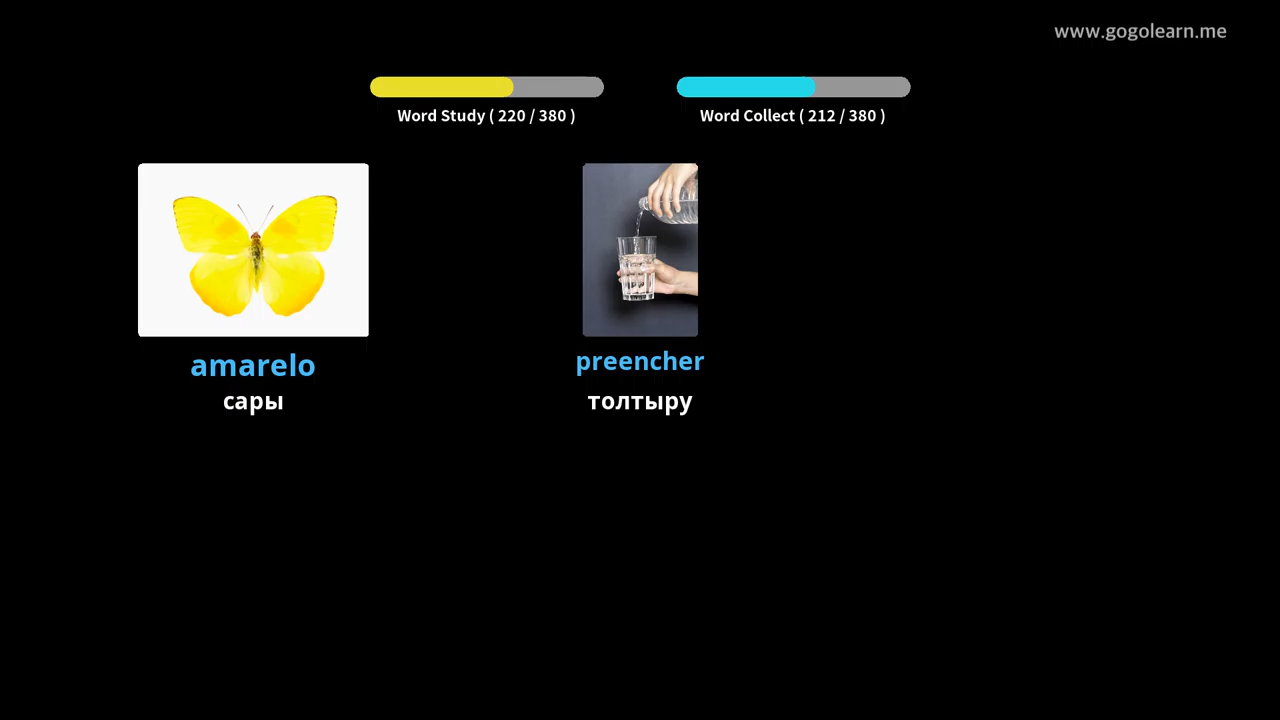 www.gogolearn.me
Word Study ( 220 / 380 )
Word Collect ( 212 / 380 )
amarelo
сары
preencher
толтыру